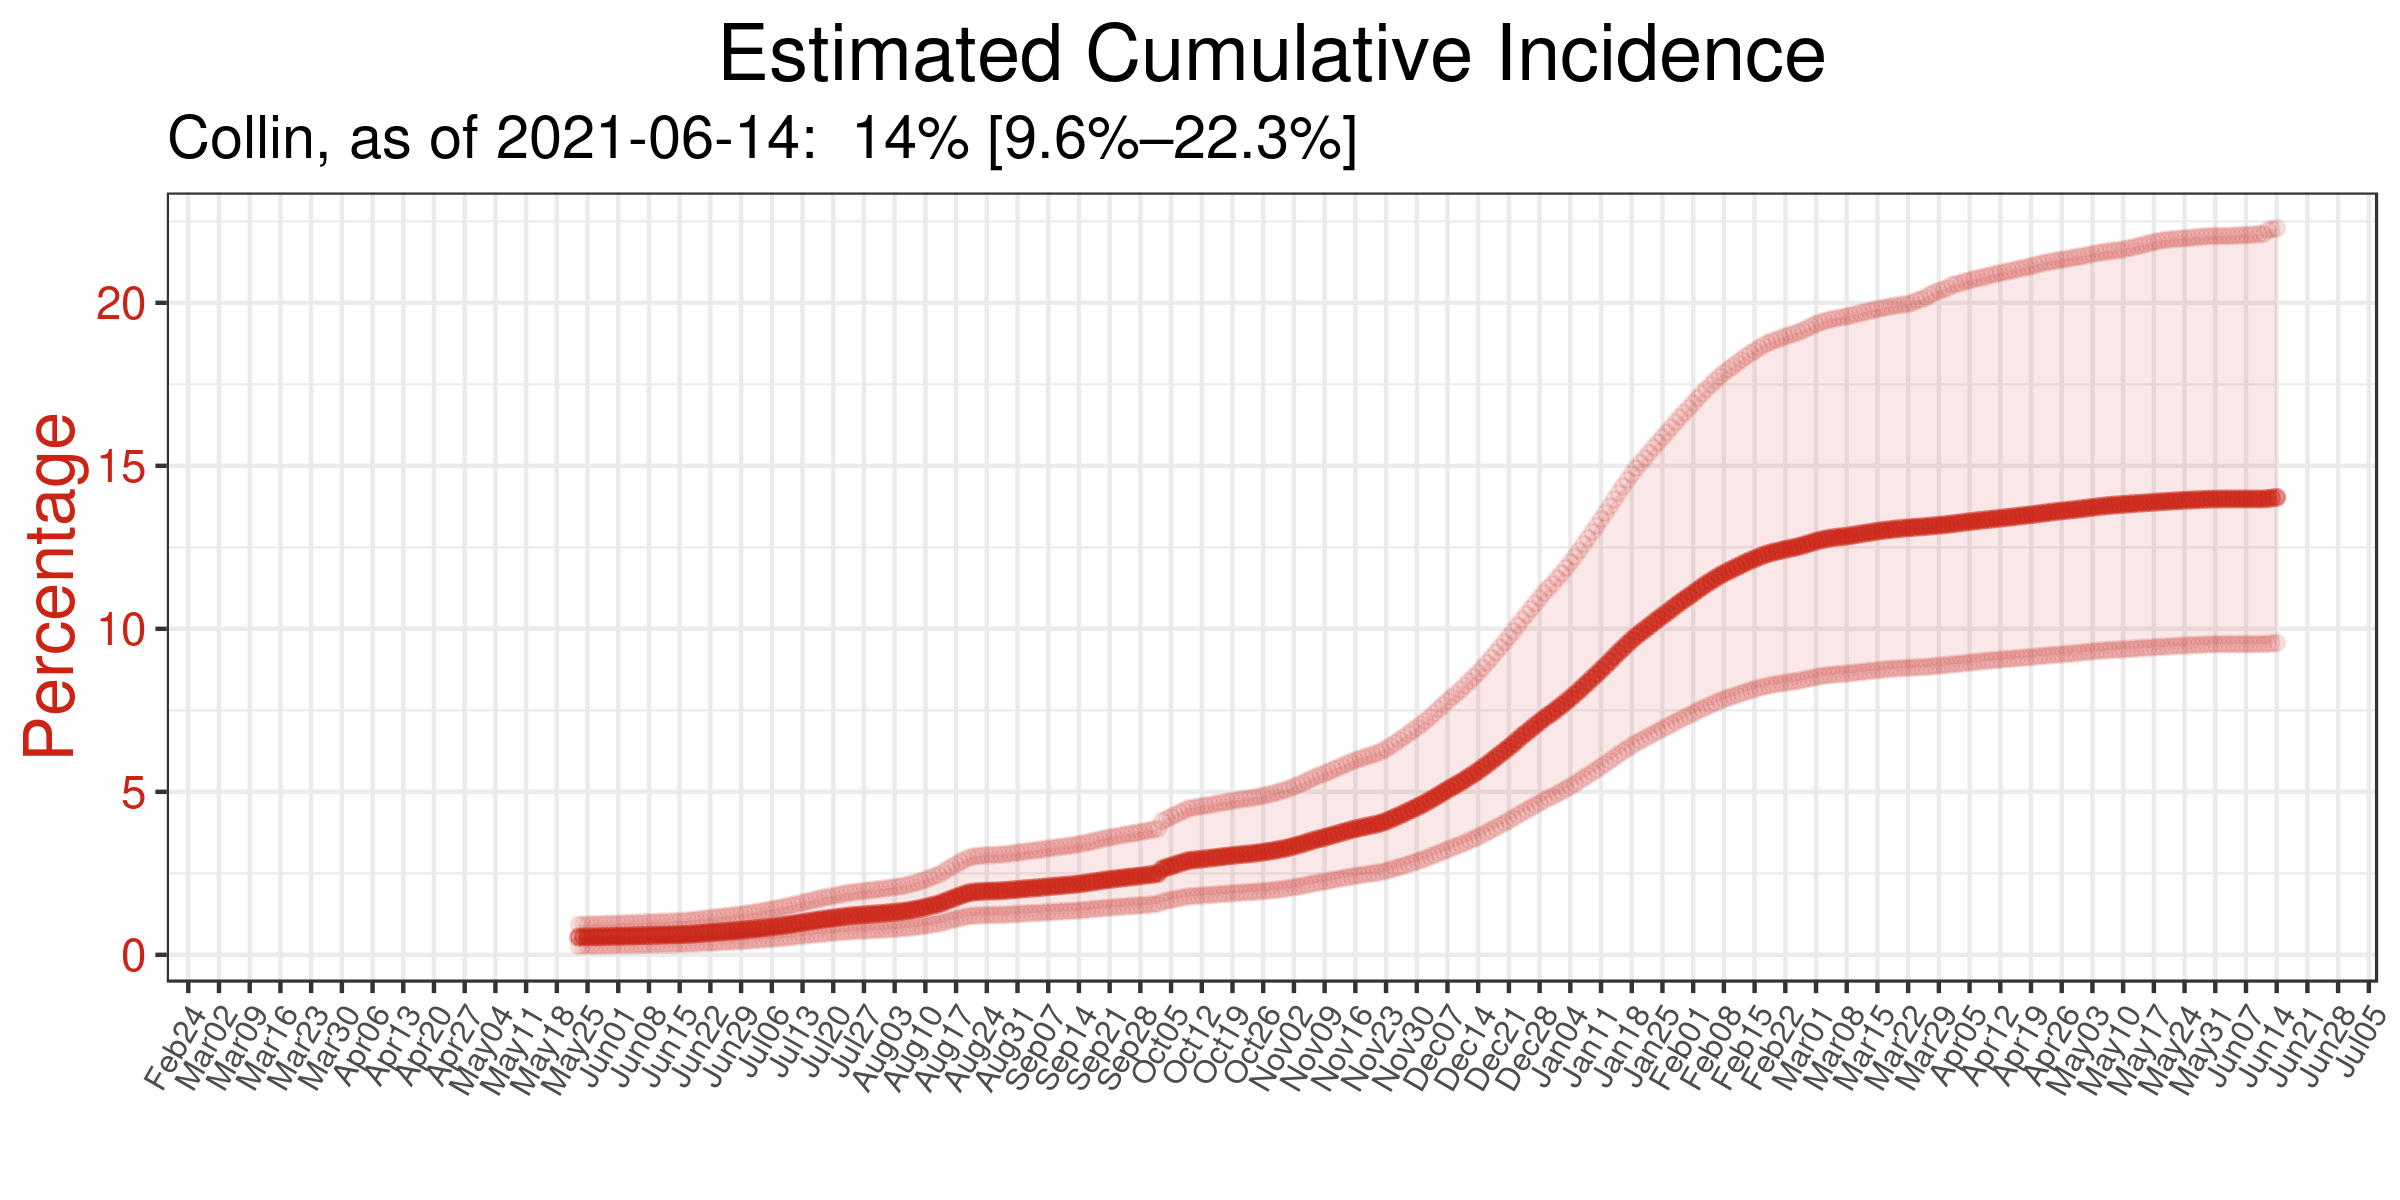 Estimated Cumulative Incidence
Collin, as of 2021-06-14:  14% [9.6%–22.3%]
Percentage
20
15
10
5
0
Feb24
Mar02
Mar09
Mar16
Mar23
Mar30
Apr06
Apr13
Apr20
Apr27
May04
May11
May18
May25
Jun01
Jun08
Jun15
Jun22
Jun29
Jul06
Jul13
Jul20
Jul27
Aug03
Aug10
Aug17
Aug24
Aug31
Sep07
Sep14
Sep21
Sep28
Oct05
Oct12
Oct19
Oct26
Nov02
Nov09
Nov16
Nov23
Nov30
Dec07
Dec14
Dec21
Dec28
Jan04
Jan11
Jan18
Jan25
Feb01
Feb08
Feb15
Feb22
Mar01
Mar08
Mar15
Mar22
Mar29
Apr05
Apr12
Apr19
Apr26
May03
May10
May17
May24
May31
Jun07
Jun14
Jun21
Jun28
Jul05